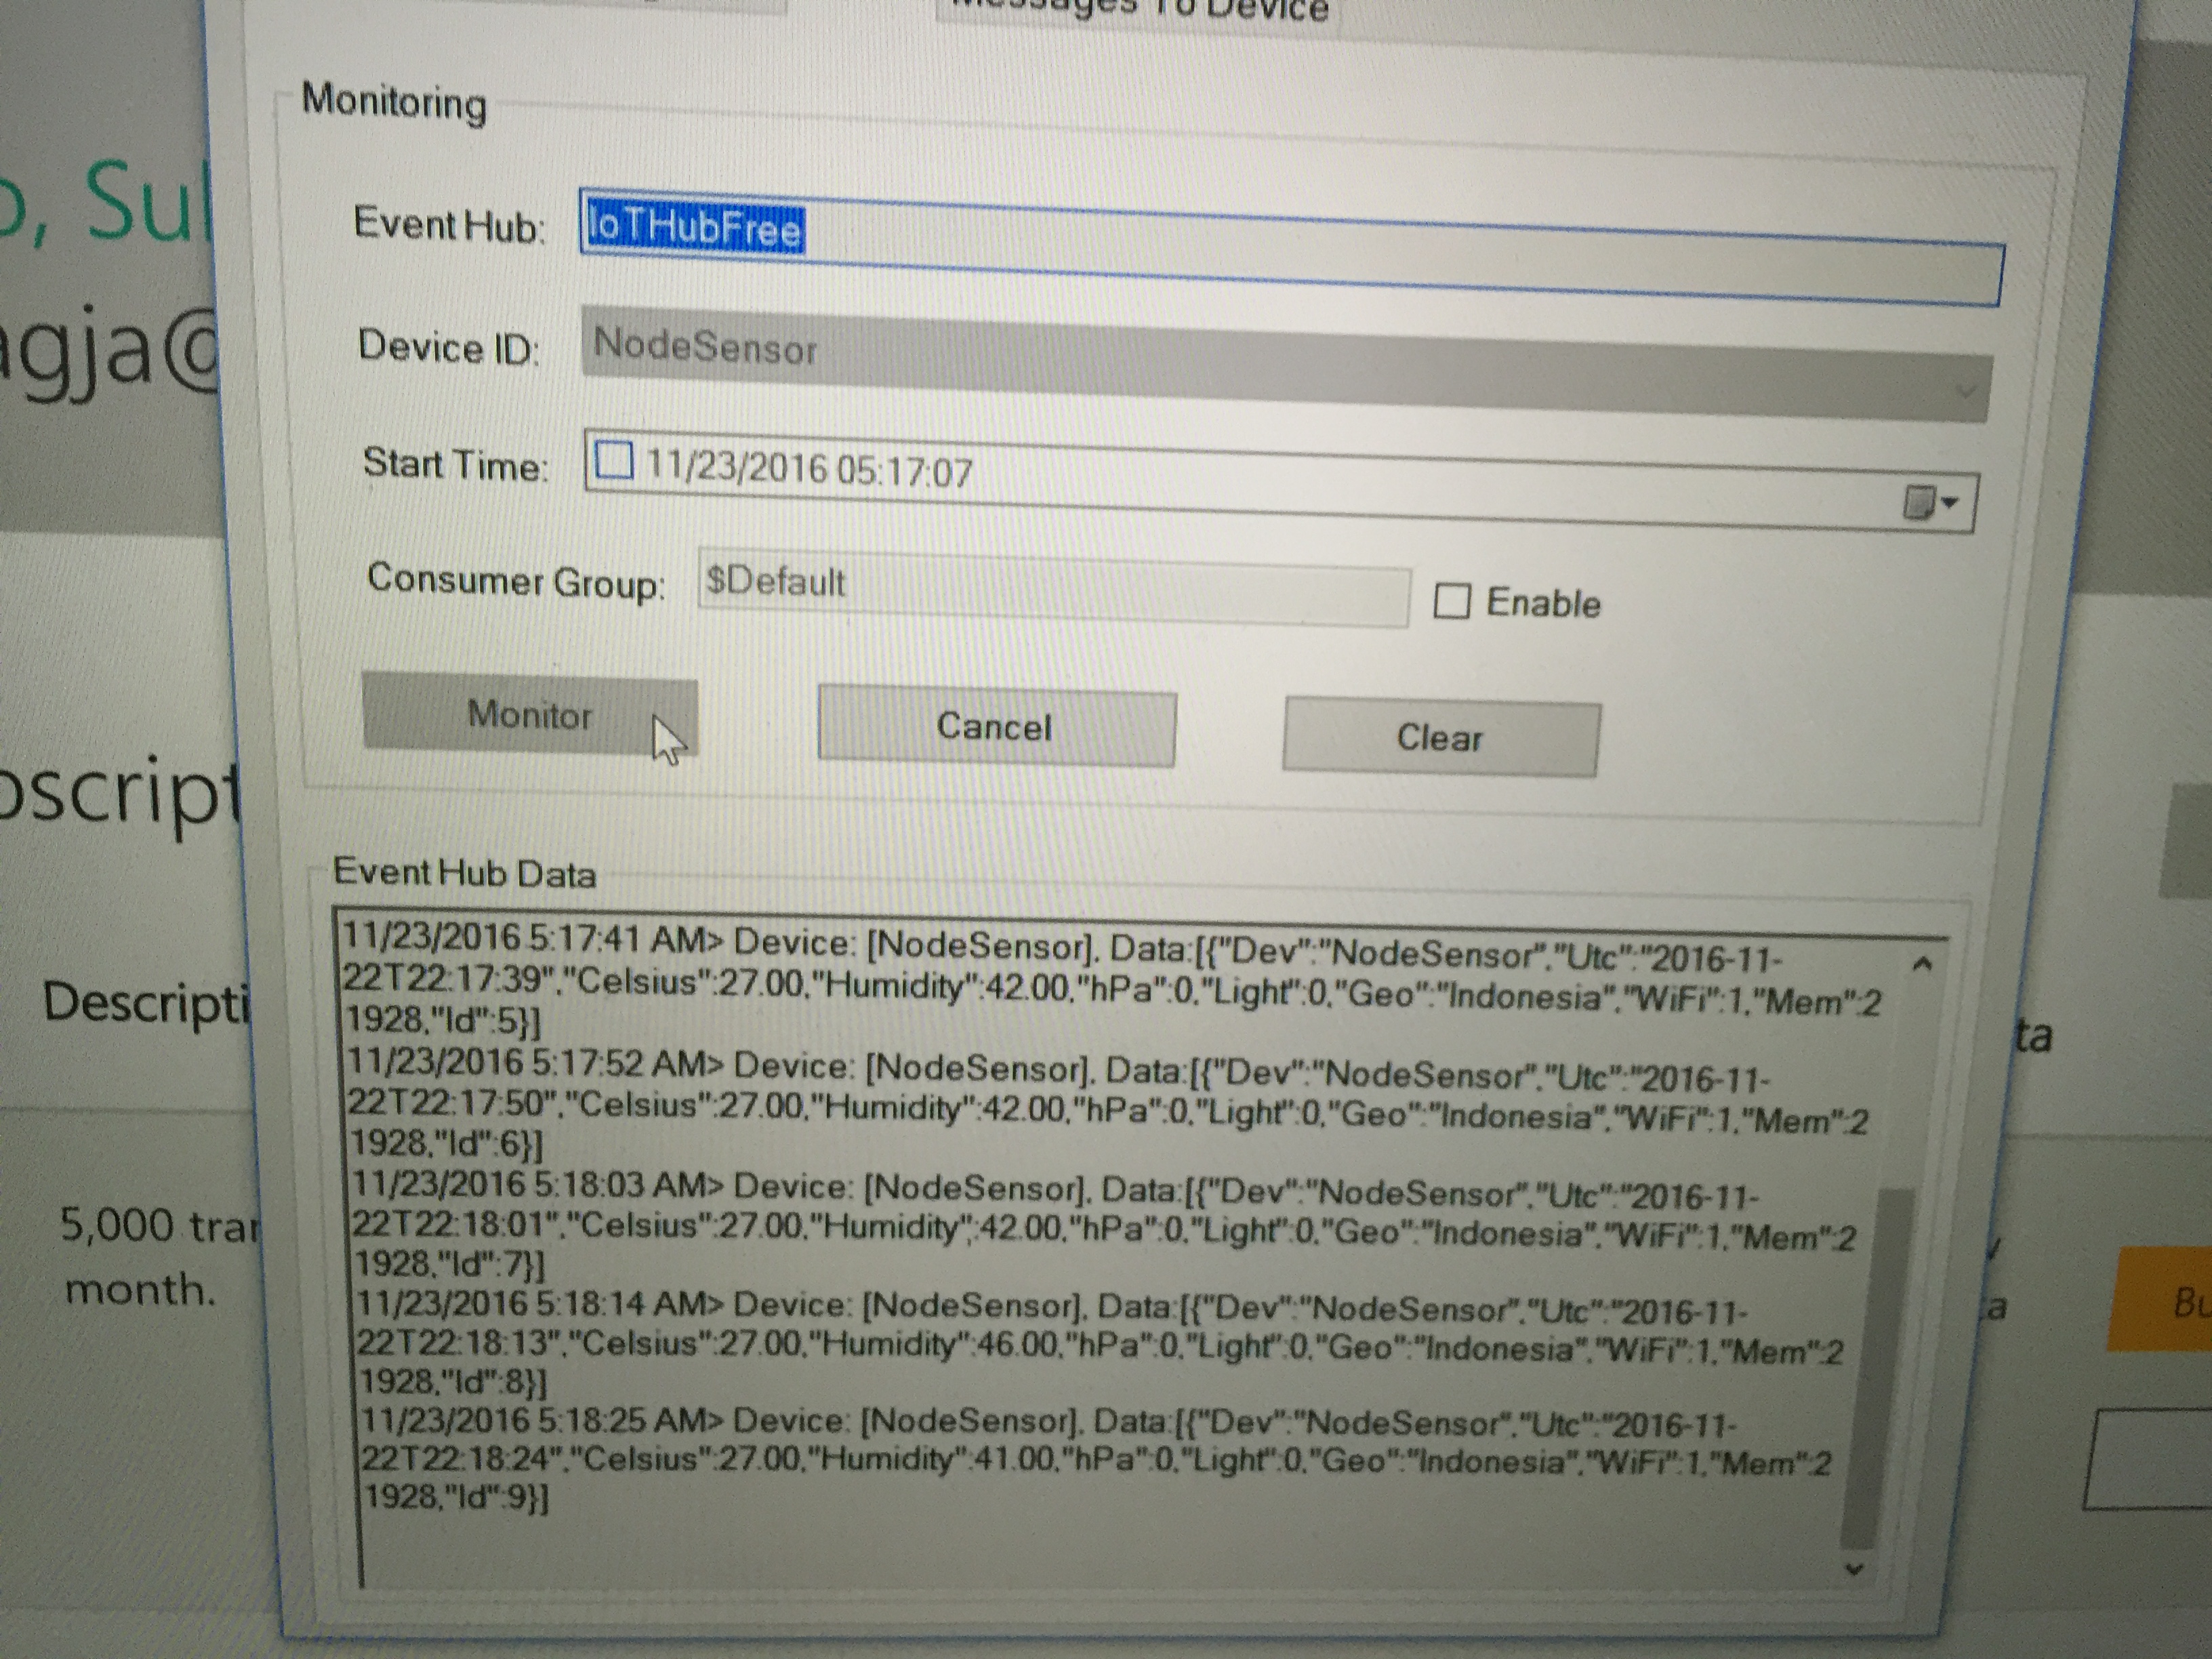 Messages To Device
Monitoring
Event Hub: IoTHubFree
Device ID: NodeSensor
Start Time: 11/23/2016 05:17:07
Consumer Group: $Default Enable
Monitor Cancel Clear
Event Hub Data
11/23/2016 5:17:41 AM> Device: [NodeSensor], Data:[{"Dev":"NodeSensor","Utc":"2016-11-
22T22:17:39","Celsius":27.00,"Humidity":42.00,"hPa":0,"Light":0,"Geo":"Indonesia","WiFi":1,"Mem":2
1928,"Id":5}]
11/23/2016 5:17:52 AM> Device: [NodeSensor], Data:[{"Dev":"NodeSensor","Utc":"2016-11-
22T22:17:50","Celsius":27.00,"Humidity":42.00,"hPa":0,"Light":0,"Geo":"Indonesia","WiFi":1,"Mem":2
1928,"Id":6}]
11/23/2016 5:18:03 AM> Device: [NodeSensor], Data:[{"Dev":"NodeSensor","Utc":"2016-11-
22T22:18:01","Celsius":27.00,"Humidity":42.00,"hPa":0,"Light":0,"Geo":"Indonesia","WiFi":1,"Mem":2
1928,"Id":7}]
11/23/2016 5:18:14 AM> Device: [NodeSensor], Data:[{"Dev":"NodeSensor","Utc":"2016-11-
22T22:18:13","Celsius":27.00,"Humidity":46.00,"hPa":0,"Light":0,"Geo":"Indonesia","WiFi":1,"Mem":2
1928,"Id":8}]
11/23/2016 5:18:25 AM> Device: [NodeSensor], Data:[{"Dev":"NodeSensor","Utc":"2016-11-
22T22:18:24","Celsius":27.00,"Humidity":41.00,"hPa":0,"Light":0,"Geo":"Indonesia","WiFi":1,"Mem":2
1928,"Id":9}]
o, Sul
agja@
oscript
Descripti
5,000 tran
month.
ta
a
Bu